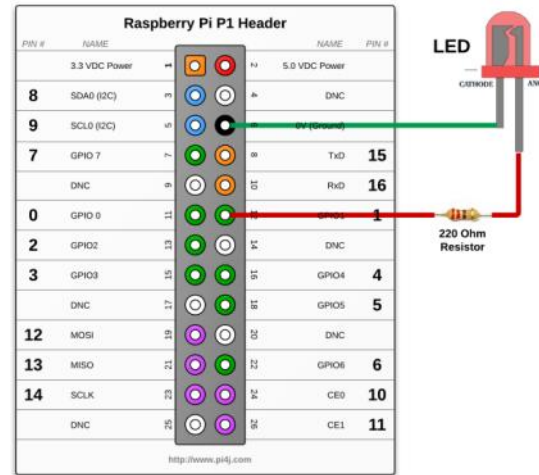 Raspberry Pi P1 Header
PIN # NAME NAME PIN #
3.3 VDC Power 1 2 5.0 VDC Power
8 SDA0 (I2C) 3 4 DNC
9 SCL0 (I2C) 5 6 0V (Ground)
7 GPIO 7 7 8 TxD 15
DNC 9 10 RxD 16
0 GPIO 0 11 12 GPIO1 1
2 GPIO2 13 14 DNC
3 GPIO3 15 16 GPIO4 4
DNC 17 18 GPIO5 5
12 MOSI 19 20 DNC
13 MISO 21 22 GPIO6 6
14 SCLK 23 24 CE0 10
DNC 25 26 CE1 11
http://www.pi4j.com
LED
CATHODE
220 Ohm
Resistor